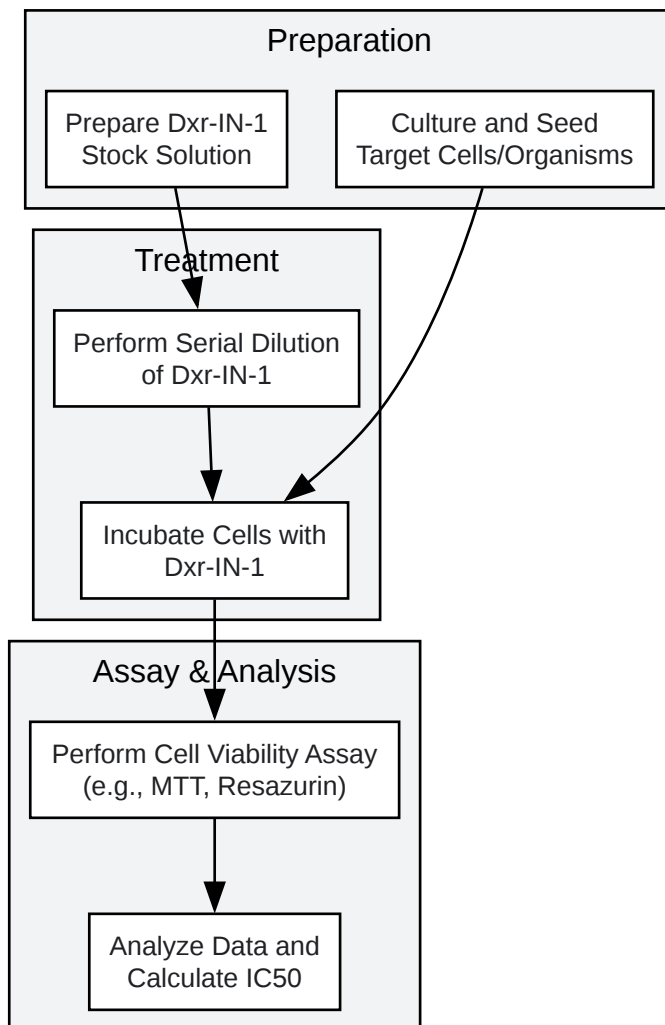 Preparation
Prepare Dxr-IN-1
Stock Solution
Culture and Seed
Target Cells/Organisms
Treatment
Perform Serial Dilution
of Dxr-IN-1
Incubate Cells with
Dxr-IN-1
Assay & Analysis
Perform Cell Viability Assay
(e.g., MTT, Resazurin)
Analyze Data and
Calculate IC50